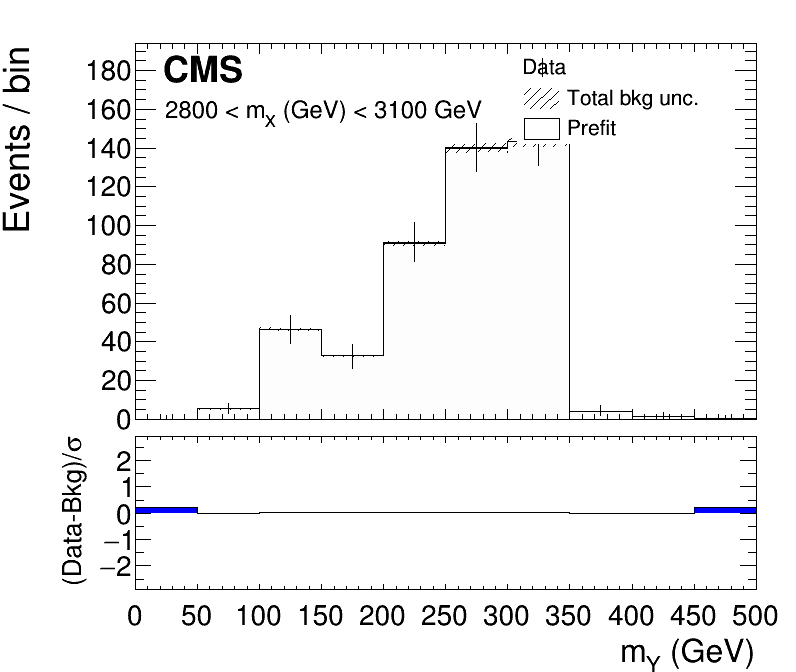 CMS
2800 < mX (GeV) < 3100 GeV
Data
Total bkg unc.
Prefit
Events / bin
180
160
140
120
100
80
60
40
20
0
(Data-Bkg)/σ
2
1
0
−1
−2
0 50 100 150 200 250 300 350 400 450 500
mY (GeV)